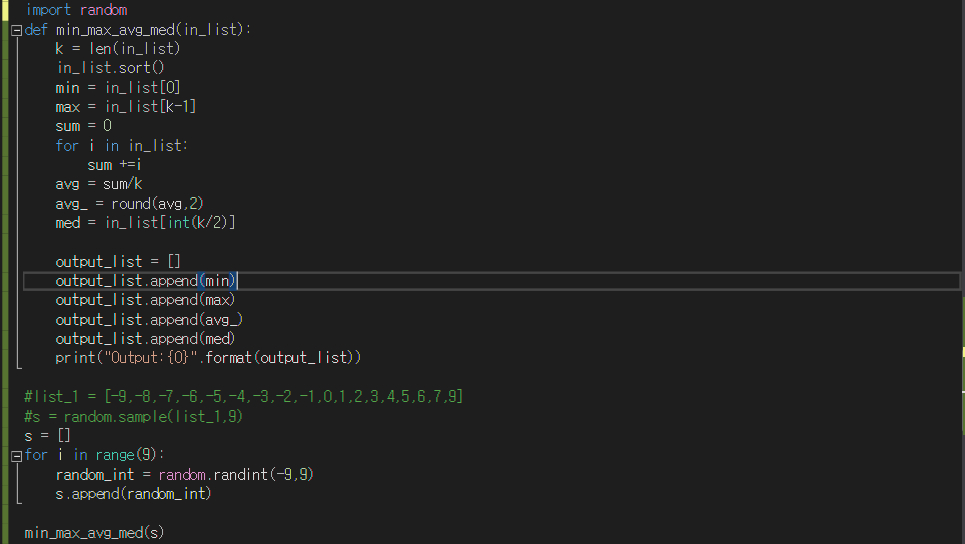 import random
def min_max_avg_med(in_list):
    k = len(in_list)
    in_list.sort()
    min = in_list[0]
    max = in_list[k-1]
    sum = 0
    for i in in_list:
        sum +=i
    avg = sum/k
    avg_ = round(avg,2)
    med = in_list[int(k/2)]

    output_list = []
    output_list.append(min)
    output_list.append(max)
    output_list.append(avg_)
    output_list.append(med)
    print("Output:{0}".format(output_list))

#list_1 = [-9,-8,-7,-6,-5,-4,-3,-2,-1,0,1,2,3,4,5,6,7,9]
#s = random.sample(list_1,9)
s = []
for i in range(9):
    random_int = random.randint(-9,9)
    s.append(random_int)

min_max_avg_med(s)